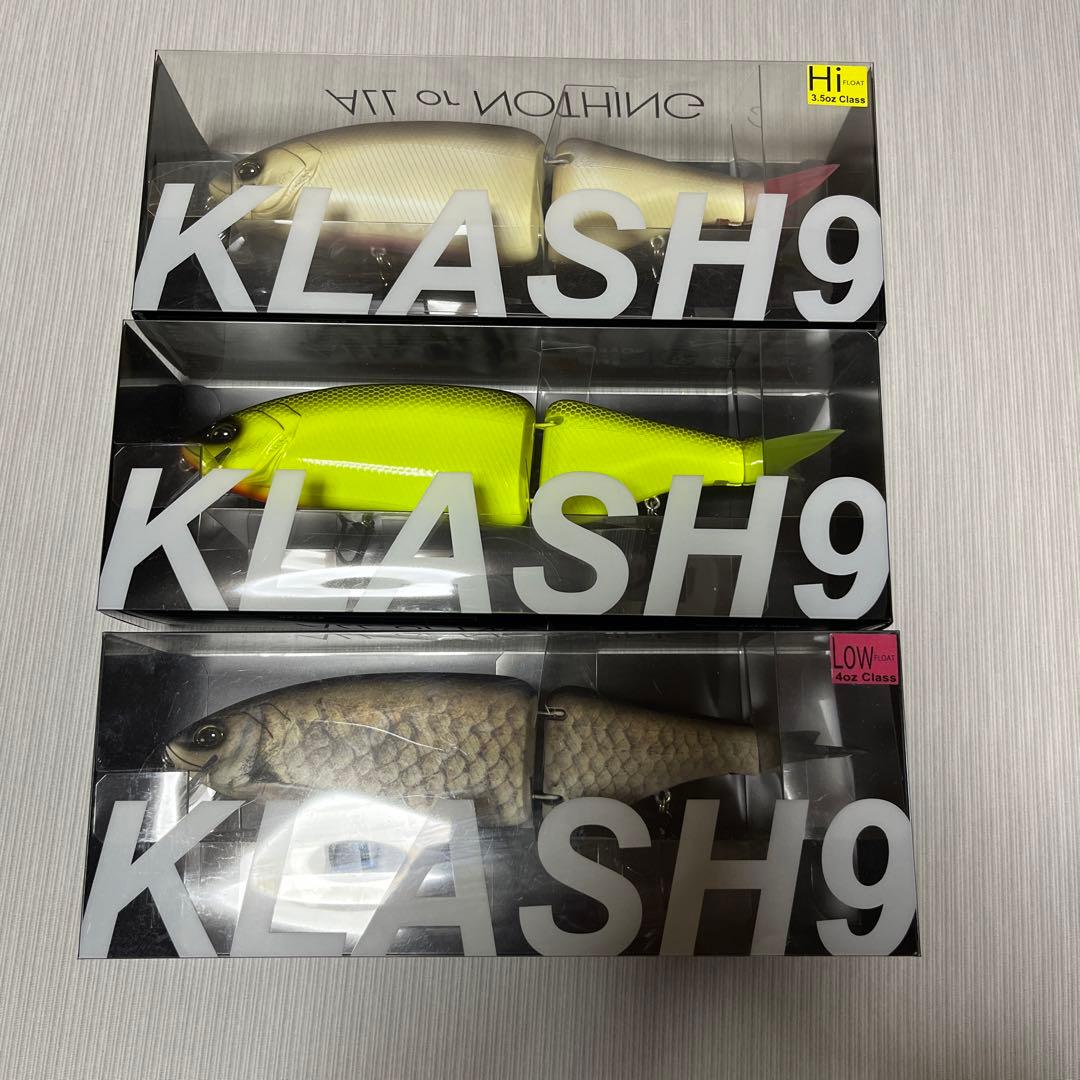 ALL or NOTHING
Hi FLOAT
3.5oz Class
KLASH9
KLASH9
LOW FLOAT
4oz Class
KLASH9